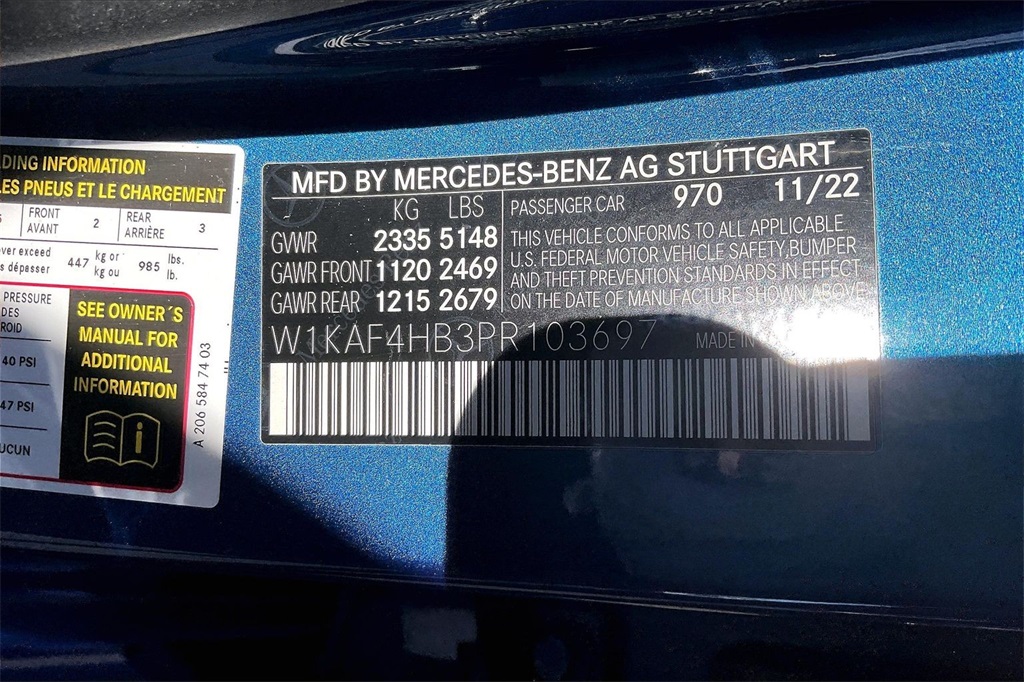 DING INFORMATION
LES PNEUS ET LE CHARGEMENT
FRONT
AVANT
2
REAR
ARRIÈRE
3
ver exceed
s dépasser
447
kg or
kg ou
985
lbs.
lb.
PRESSURE
DES
ROID
40 PSI
47 PSI
UCUN
SEE OWNER´S
MANUAL FOR
ADDITIONAL
INFORMATION
i
A 206 584 74 03
MFD BY MERCEDES-BENZ AG STUTTGART
KG LBS
GVWR 2335 5148
GAWR FRONT 1120 2469
GAWR REAR 1215 2679
PASSENGER CAR 970 11/22
THIS VEHICLE CONFORMS TO ALL APPLICABLE
U.S. FEDERAL MOTOR VEHICLE SAFETY,BUMPER
AND THEFT PREVENTION STANDARDS IN EFFECT
ON THE DATE OF MANUFACTURE SHOWN ABOVE
W1KAF4HB3PR103697 MADE IN